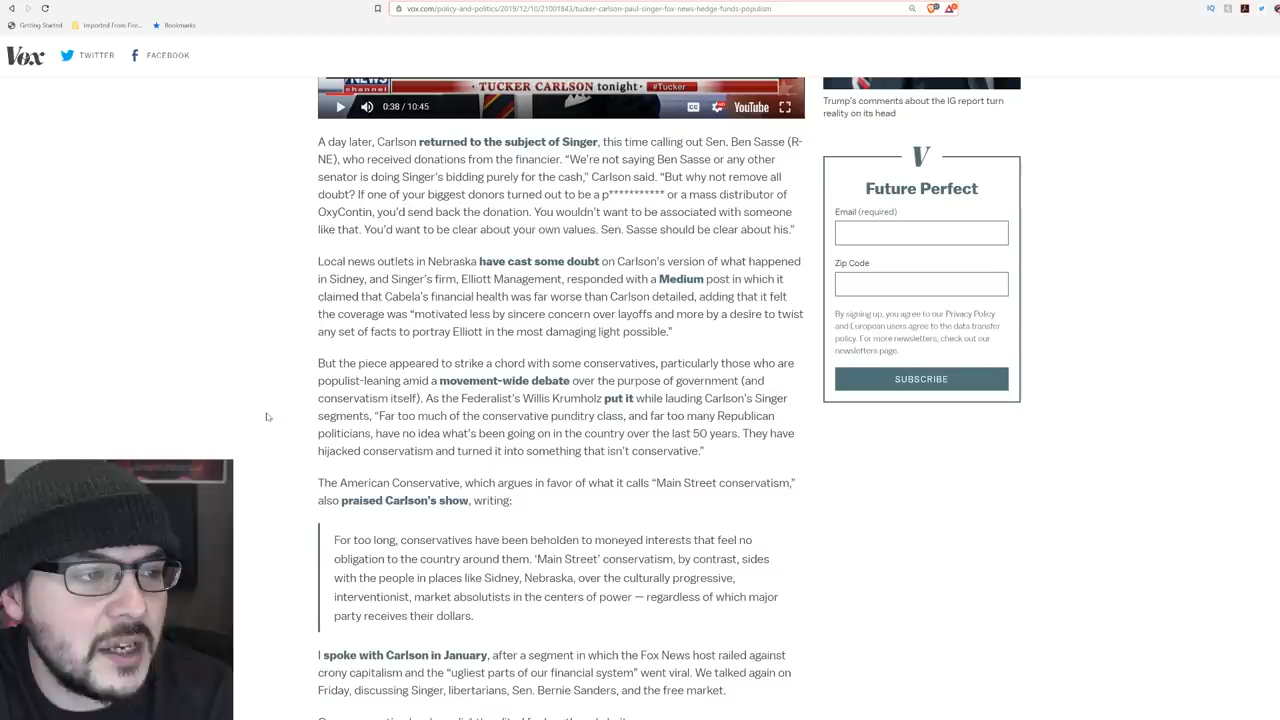 vox.com/policy-and-politics/2019/12/10/21001843/tucker-carlson-paul-singer-fox-news-hedge-funds-populism
IQ
Getting Started
Imported From Fire...
Bookmarks
Vox
TWITTER
FACEBOOK
NEWS
channel
· TUCKER CARLSON tonight · #Tucker
0:38 / 10:45
CC
YouTube
A day later, Carlson returned to the subject of Singer, this time calling out Sen. Ben Sasse (R-
NE), who received donations from the financier. “We’re not saying Ben Sasse or any other
senator is doing Singer’s bidding purely for the cash,” Carlson said. “But why not remove all
doubt? If one of your biggest donors turned out to be a p*********** or a mass distributor of
OxyContin, you’d send back the donation. You wouldn’t want to be associated with someone
like that. You’d want to be clear about your own values. Sen. Sasse should be clear about his.”
Local news outlets in Nebraska have cast some doubt on Carlson’s version of what happened
in Sidney, and Singer’s firm, Elliott Management, responded with a Medium post in which it
claimed that Cabela’s financial health was far worse than Carlson detailed, adding that it felt
the coverage was “motivated less by sincere concern over layoffs and more by a desire to twist
any set of facts to portray Elliott in the most damaging light possible.”
But the piece appeared to strike a chord with some conservatives, particularly those who are
populist-leaning amid a movement-wide debate over the purpose of government (and
conservatism itself). As the Federalist’s Willis Krumholz put it while lauding Carlson’s Singer
segments, “Far too much of the conservative punditry class, and far too many Republican
politicians, have no idea what’s been going on in the country over the last 50 years. They have
hijacked conservatism and turned it into something that isn’t conservative.”
The American Conservative, which argues in favor of what it calls “Main Street conservatism,”
also praised Carlson’s show, writing:
For too long, conservatives have been beholden to moneyed interests that feel no
obligation to the country around them. ‘Main Street’ conservatism, by contrast, sides
with the people in places like Sidney, Nebraska, over the culturally progressive,
interventionist, market absolutists in the centers of power — regardless of which major
party receives their dollars.
I spoke with Carlson in January, after a segment in which the Fox News host railed against
crony capitalism and the “ugliest parts of our financial system” went viral. We talked again on
Friday, discussing Singer, libertarians, Sen. Bernie Sanders, and the free market.
Trump’s comments about the IG report turn
reality on its head
V
Future Perfect
Email (required)
Zip Code
By signing up, you agree to our Privacy Policy
and European users agree to the data transfer
policy. For more newsletters, check out our
newsletters page.
SUBSCRIBE